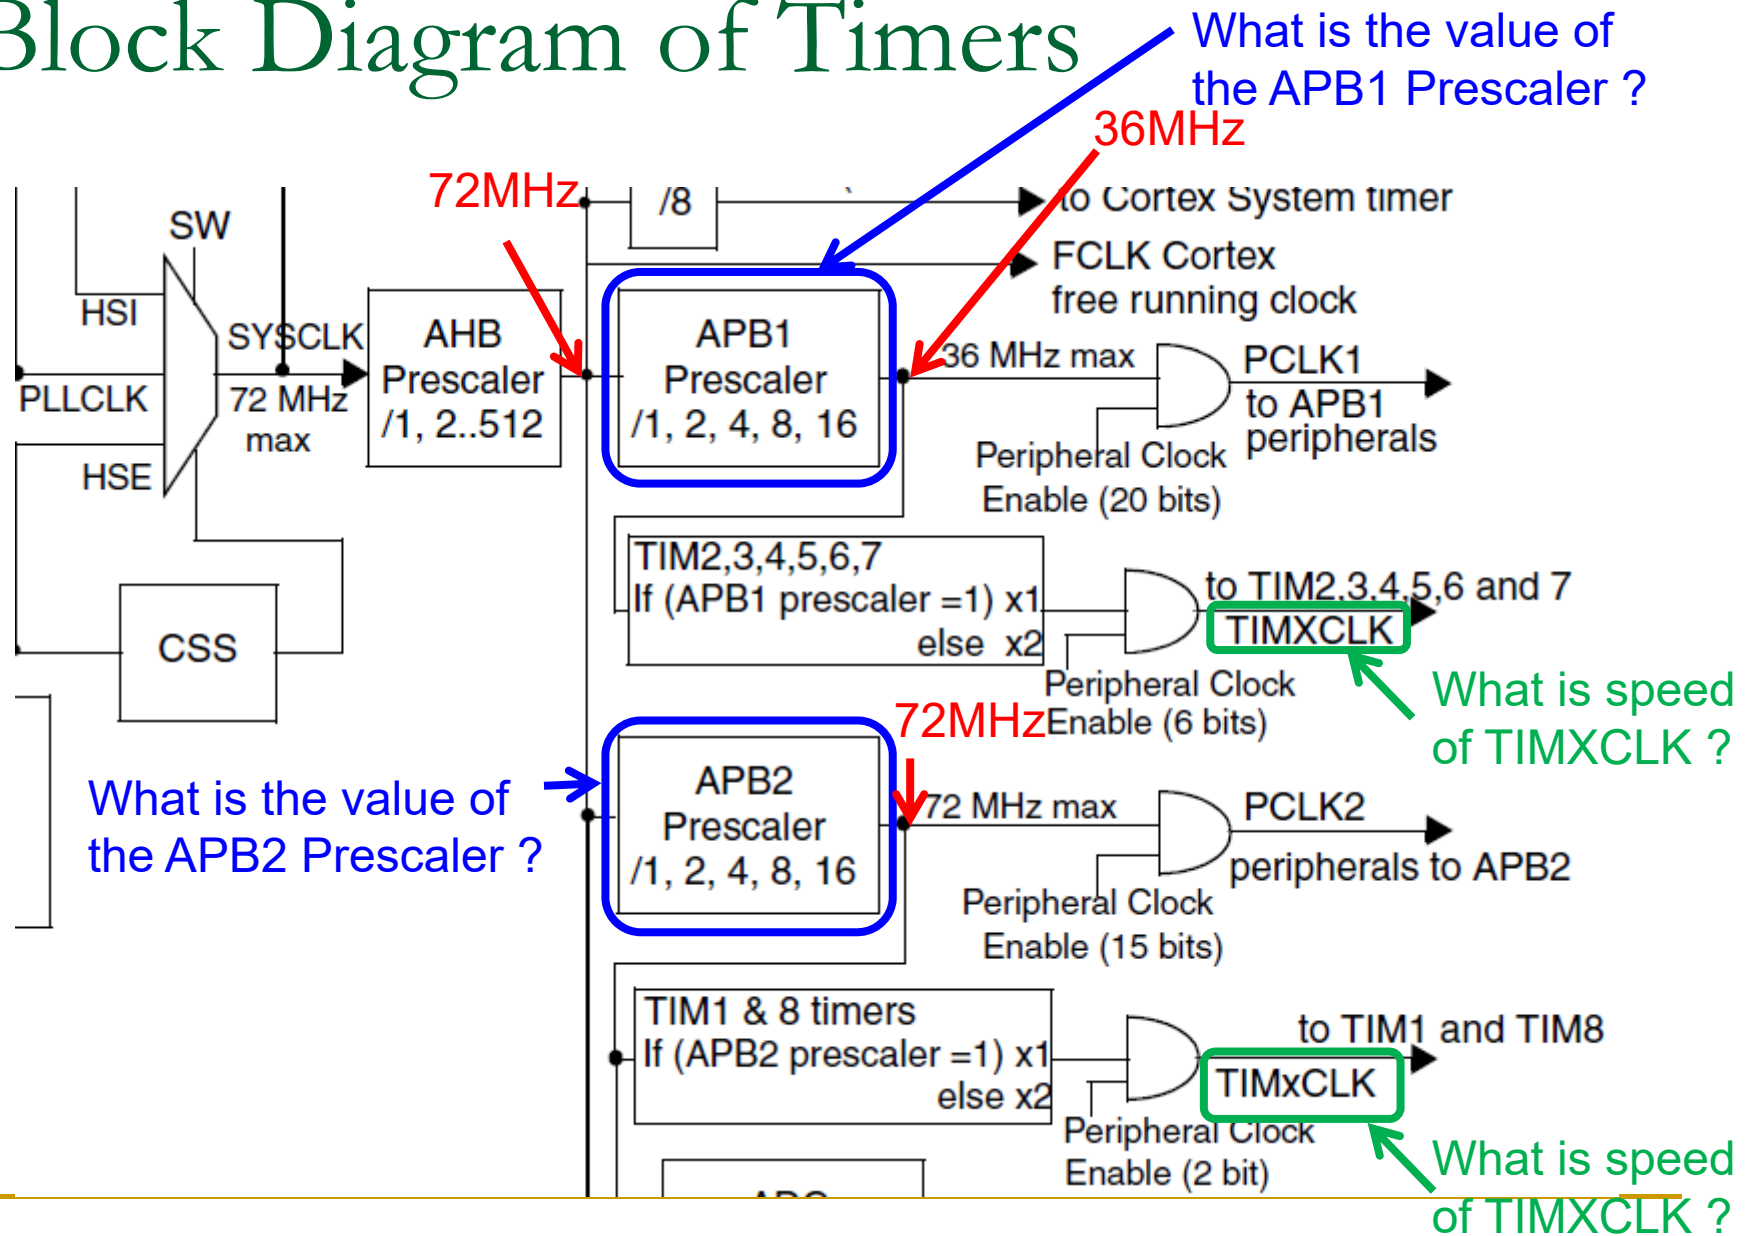 Block Diagram of Timers
What is the value of
the APB1 Prescaler ?
36MHz
72MHz
/8
to Cortex System timer
SW
FCLK Cortex
free running clock
HSI
SYSCLK
AHB
Prescaler
/1, 2..512
APB1
Prescaler
/1, 2, 4, 8, 16
36 MHz max
PCLK1
to APB1
peripherals
PLLCLK
72 MHz
max
HSE
Peripheral Clock
Enable (20 bits)
TIM2,3,4,5,6,7
If (APB1 prescaler =1) x1
else x2
to TIM2,3,4,5,6 and 7
TIMXCLK
CSS
Peripheral Clock
Enable (6 bits)
What is speed
of TIMXCLK ?
72MHz
What is the value of
the APB2 Prescaler ?
APB2
Prescaler
/1, 2, 4, 8, 16
72 MHz max
PCLK2
peripherals to APB2
Peripheral Clock
Enable (15 bits)
TIM1 & 8 timers
If (APB2 prescaler =1) x1
else x2
to TIM1 and TIM8
TIMxCLK
Peripheral Clock
Enable (2 bit)
What is speed
of TIMXCLK ?